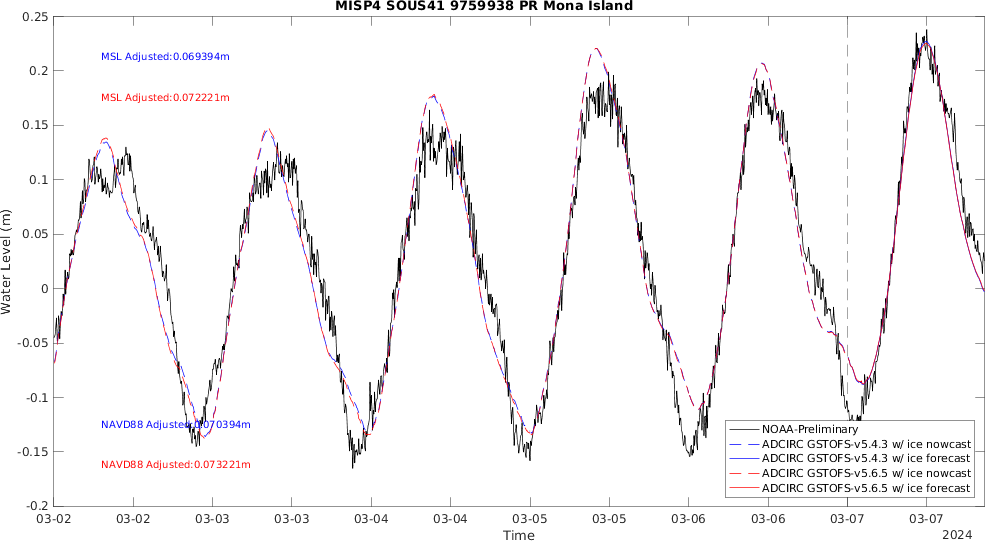 MISP4 SOUS41 9759938 PR Mona Island
0.25
0.2
0.15
0.1
0.05
0
-0.05
-0.1
-0.15
-0.2
Water Level (m)
MSL Adjusted:0.069394m
MSL Adjusted:0.072221m
NAVD88 Adjusted:0.070394m
NAVD88 Adjusted:0.073221m
NOAA-Preliminary
ADCIRC GSTOFS-v5.4.3 w/ ice nowcast
ADCIRC GSTOFS-v5.4.3 w/ ice forecast
ADCIRC GSTOFS-v5.6.5 w/ ice nowcast
ADCIRC GSTOFS-v5.6.5 w/ ice forecast
03-02 03-02 03-03 03-03 03-04 03-04 03-05 03-05 03-06 03-06 03-07 03-07
Time
2024